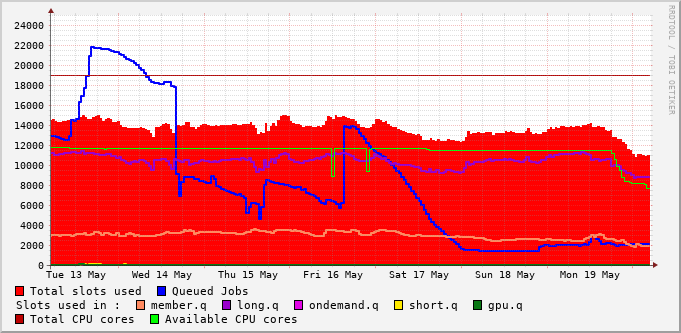 24000
22000
20000
18000
16000
14000
12000
10000
8000
6000
4000
2000
0
Tue 13 May Wed 14 May Thu 15 May Fri 16 May Sat 17 May Sun 18 May Mon 19 May
Total slots used Queued Jobs
Slots used in : member.q long.q ondemand.q short.q gpu.q
Total CPU cores Available CPU cores
RRDTOOL / TOBI OETIKER